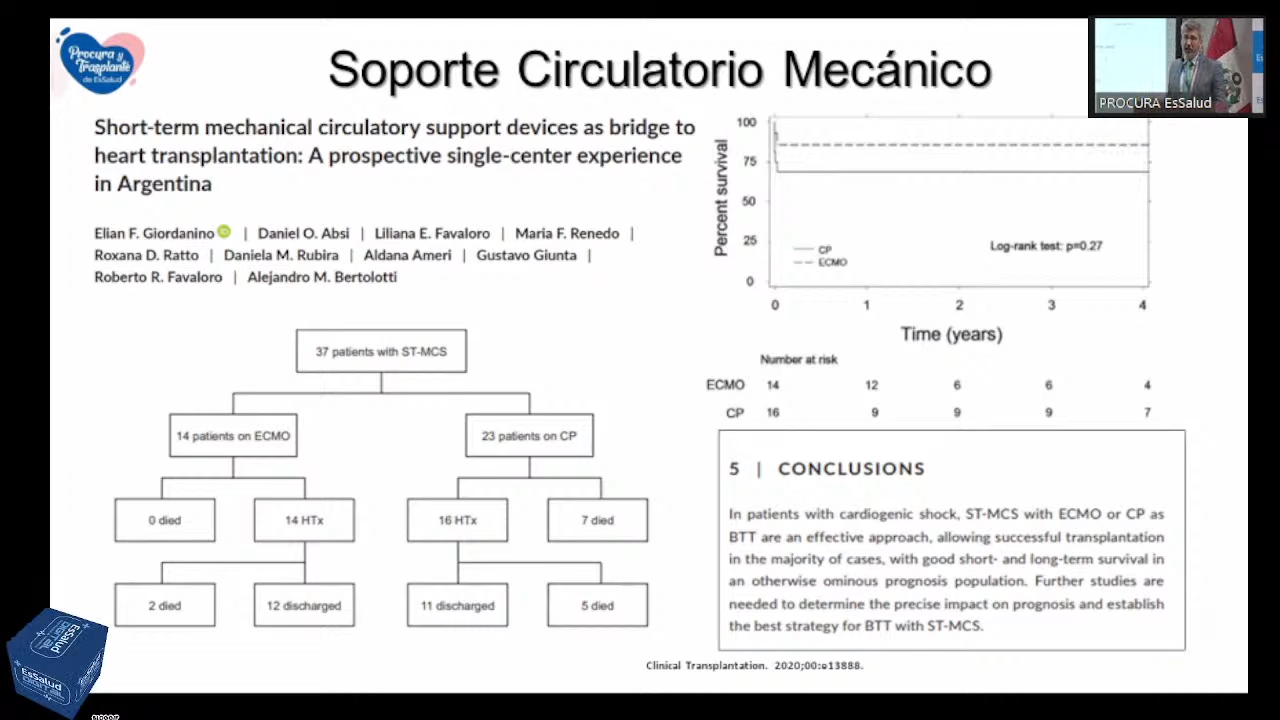 Procura y
Trasplante
de EsSalud
Soporte Circulatorio Mecánico
PROCURA EsSalud
Short-term mechanical circulatory support devices as bridge to
heart transplantation: A prospective single-center experience
in Argentina
Elian F. Giordanino | Daniel O. Absi | Liliana E. Favaloro | Maria F. Renedo |
Roxana D. Ratto | Daniela M. Rubira | Aldana Ameri | Gustavo Giunta |
Roberto R. Favaloro | Alejandro M. Bertolotti
37 patients with ST-MCS
14 patients on ECMO
23 patients on CP
0 died
14 HTx
16 HTx
7 died
2 died
12 discharged
11 discharged
5 died
Percent survival
100
75
50
25
0
CP
ECMO
Log-rank test: p=0.27
0 1 2 3 4
Time (years)
Number at risk
ECMO 14 12 6 6 4
CP 16 9 9 9 7
5 | CONCLUSIONS
In patients with cardiogenic shock, ST-MCS with ECMO or CP as
BTT are an effective approach, allowing successful transplantation
in the majority of cases, with good short- and long-term survival in
an otherwise ominous prognosis population. Further studies are
needed to determine the precise impact on prognosis and establish
the best strategy for BTT with ST-MCS.
Clinical Transplantation. 2020;00:e13888.
EsSalud
DIGITAL
EsSalud
DIGITAL